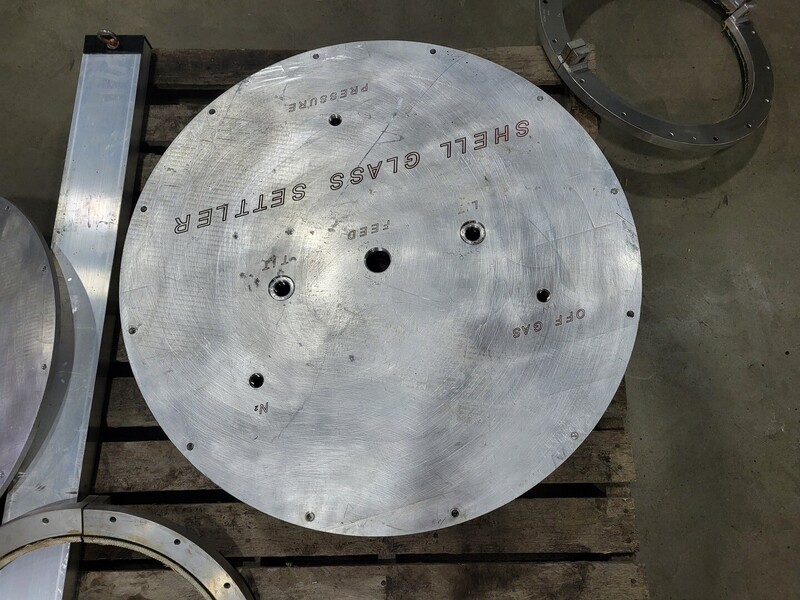 N₂
OFF GAS
FEED
SHELL GLASS SETTLER
PRESSURE